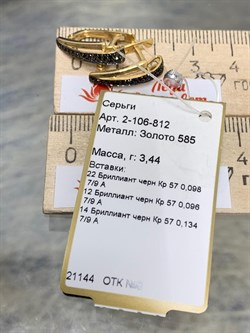 Серьги
Арт. 2-106-812
Металл: Золото 585
Масса, г: 3,44
Вставки:
22 Бриллиант черн Кр 57 0,098
7/9 А
12 Бриллиант черн Кр 57 0,096
7/9 А
14 Бриллиант черн Кр 57 0,134
7/9 А
21144 ОТК